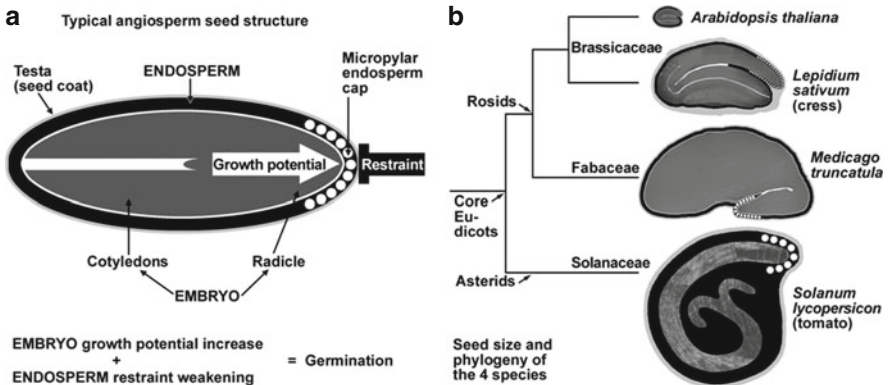 a
Typical angiosperm seed structure
Testa
(seed coat)
ENDOSPERM
Micropylar
endosperm
cap
Growth potential
Restraint
Cotyledons
Radicle
EMBRYO
EMBRYO growth potential increase
+
ENDOSPERM restraint weakening
= Germination
b
Arabidopsis thaliana
Brassicaceae
Lepidium
sativum
(cress)
Rosids
Medicago
truncatula
Fabaceae
Core
Eu-
dicots
Solanaceae
Asterids
Solanum
lycopersicon
(tomato)
Seed size and
phylogeny of
the 4 species